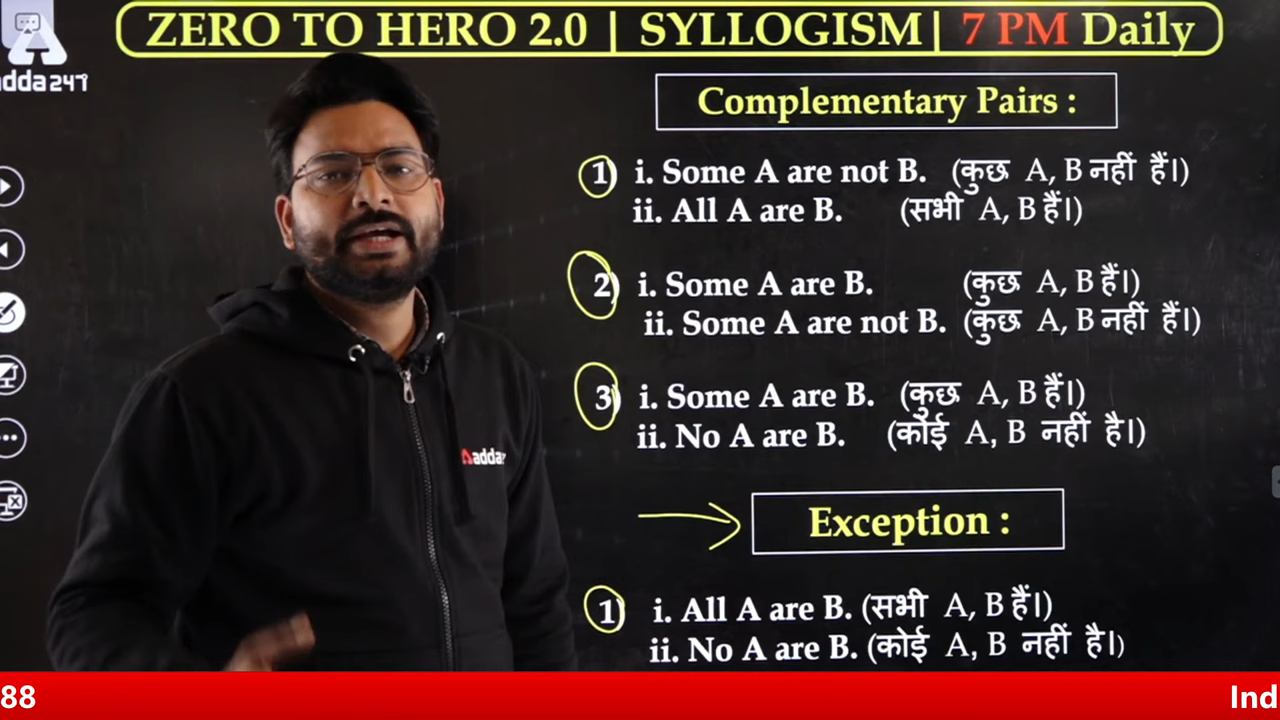 ZERO TO HERO 2.0 | SYLLOGISM | 7 PM Daily
adda247
Complementary Pairs :
1) i. Some A are not B. (कुछ A, B नहीं हैं।)
ii. All A are B. (सभी A, B हैं।)
2) i. Some A are B. (कुछ A, B हैं।)
ii. Some A are not B. (कुछ A, B नहीं हैं।)
3) i. Some A are B. (कुछ A, B हैं।)
ii. No A are B. (कोई A, B नहीं है।)
adda
Exception :
1) i. All A are B. (सभी A, B हैं।)
ii. No A are B. (कोई A, B नहीं है।)
88
Ind